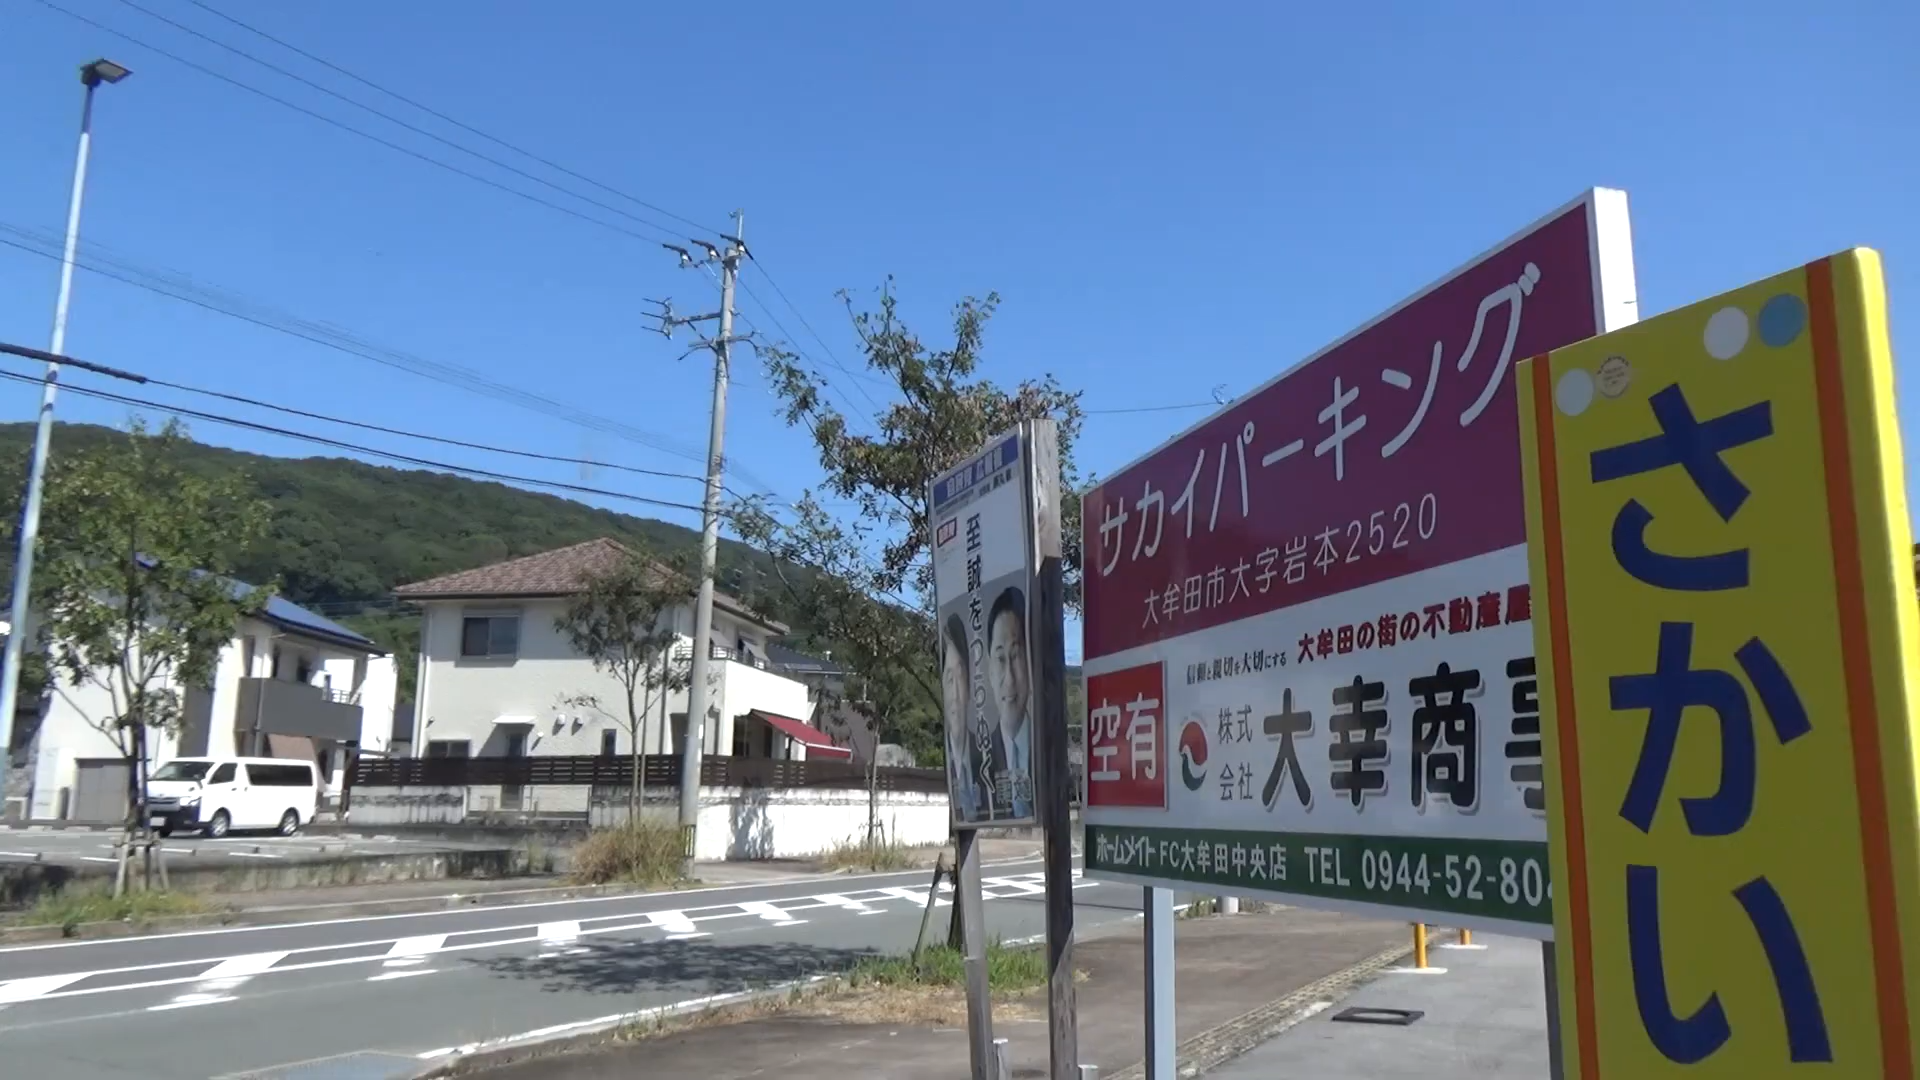 至誠をつらぬく
サカイパーキング
大牟田市大字岩本2520
信頼と親切を大切にする
大牟田の街の不動産屋
空有
株式
会社
大幸商事
ホームメイトFC大牟田中央店 TEL 0944-52-80
さかい